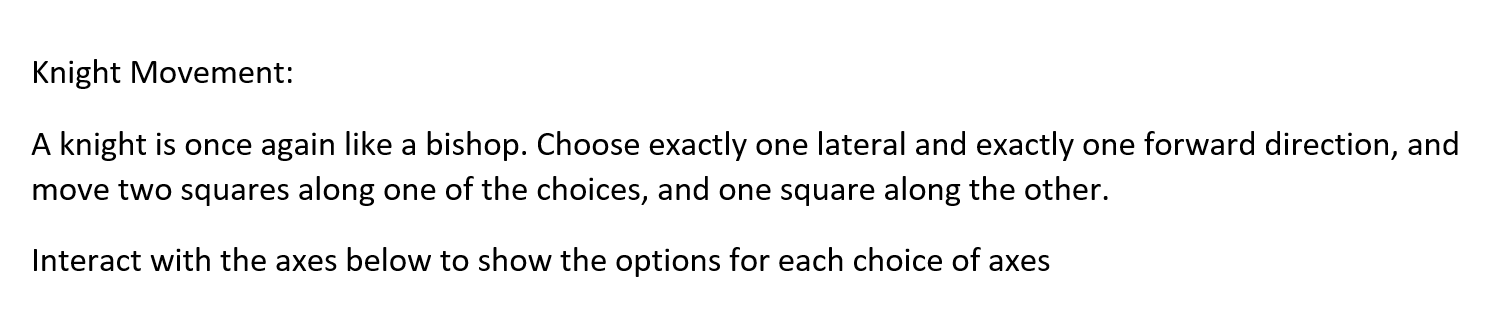 Knight Movement:
A knight is once again like a bishop. Choose exactly one lateral and exactly one forward direction, and
move two squares along one of the choices, and one square along the other.
Interact with the axes below to show the options for each choice of axes